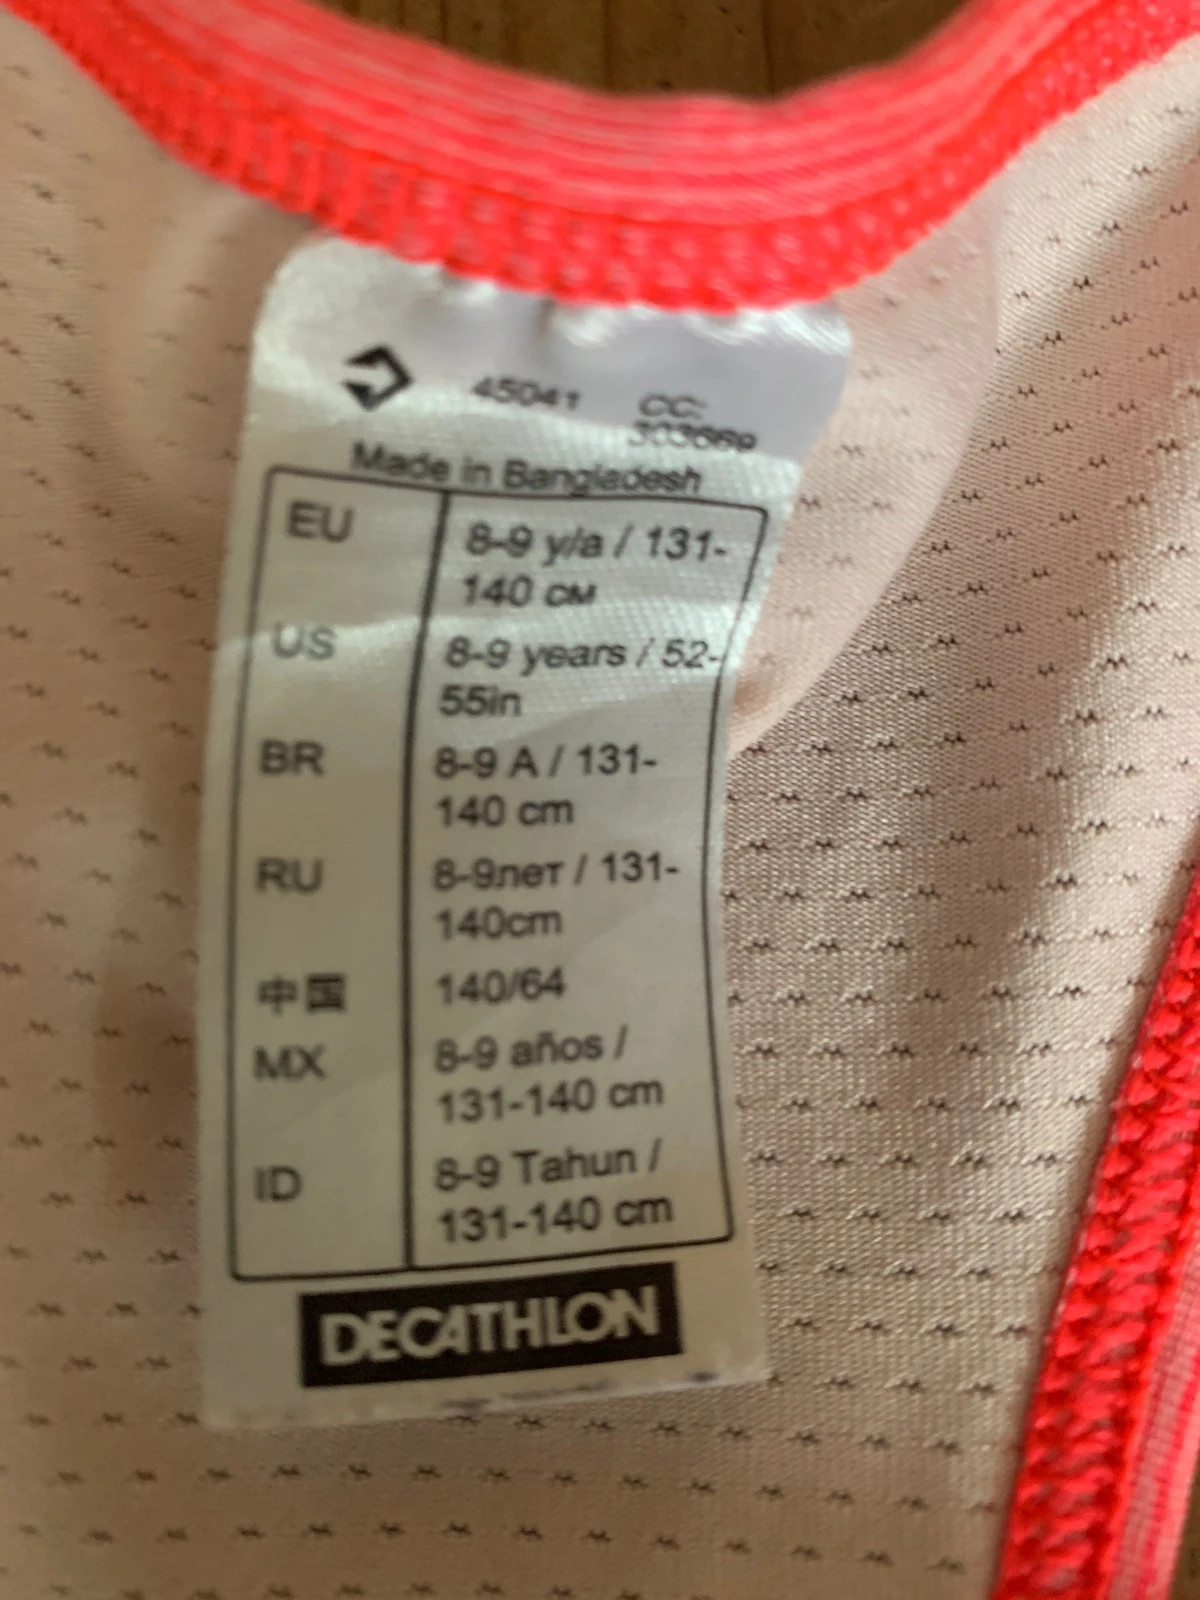 45041 CC:
303669
Made in Bangladesh
EU 8-9 y/a / 131-
140 см
US 8-9 years / 52-
55in
BR 8-9 A / 131-
140 cm
RU 8-9лет / 131-
140cm
中国 140/64
MX 8-9 años /
131-140 cm
ID 8-9 Tahun /
131-140 cm
DECATHLON